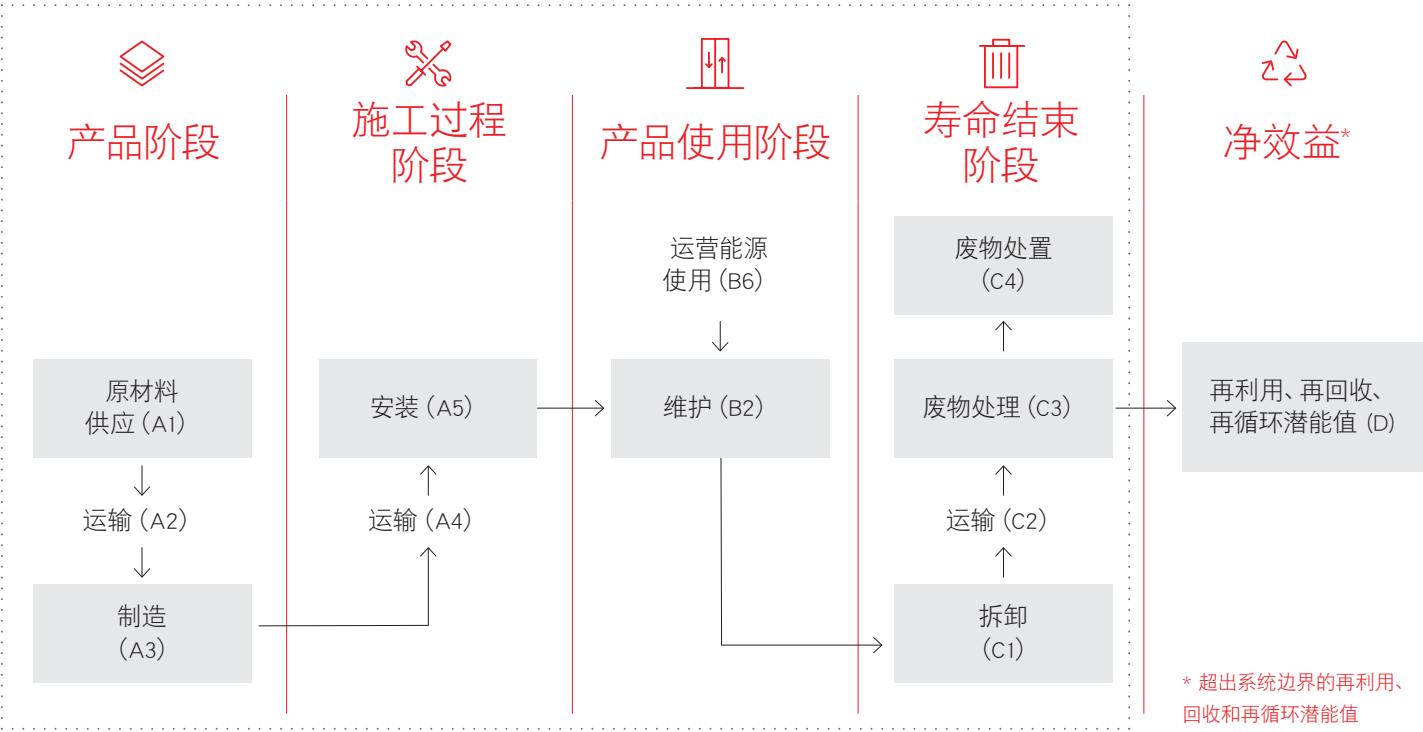 产品阶段
施工过程
阶段
产品使用阶段
寿命结束
阶段
净效益*
原材料
供应 (A1)
运输 (A2)
制造
(A3)
安装 (A5)
运输 (A4)
运营能源
使用 (B6)
维护 (B2)
废物处置
(C4)
废物处理 (C3)
运输 (C2)
拆卸
(C1)
再利用、再回收、
再循环潜能值 (D)
* 超出系统边界的再利用、
回收和再循环潜能值